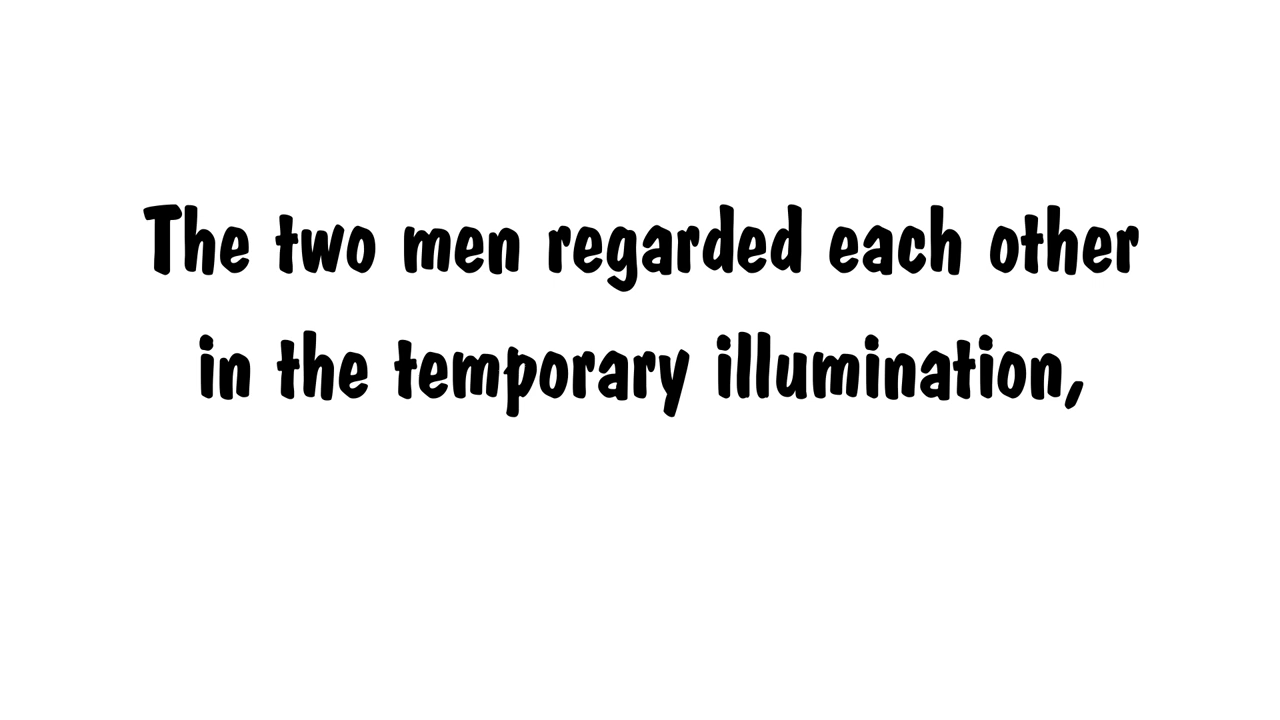 The two men regarded each other
in the temporary illumination,